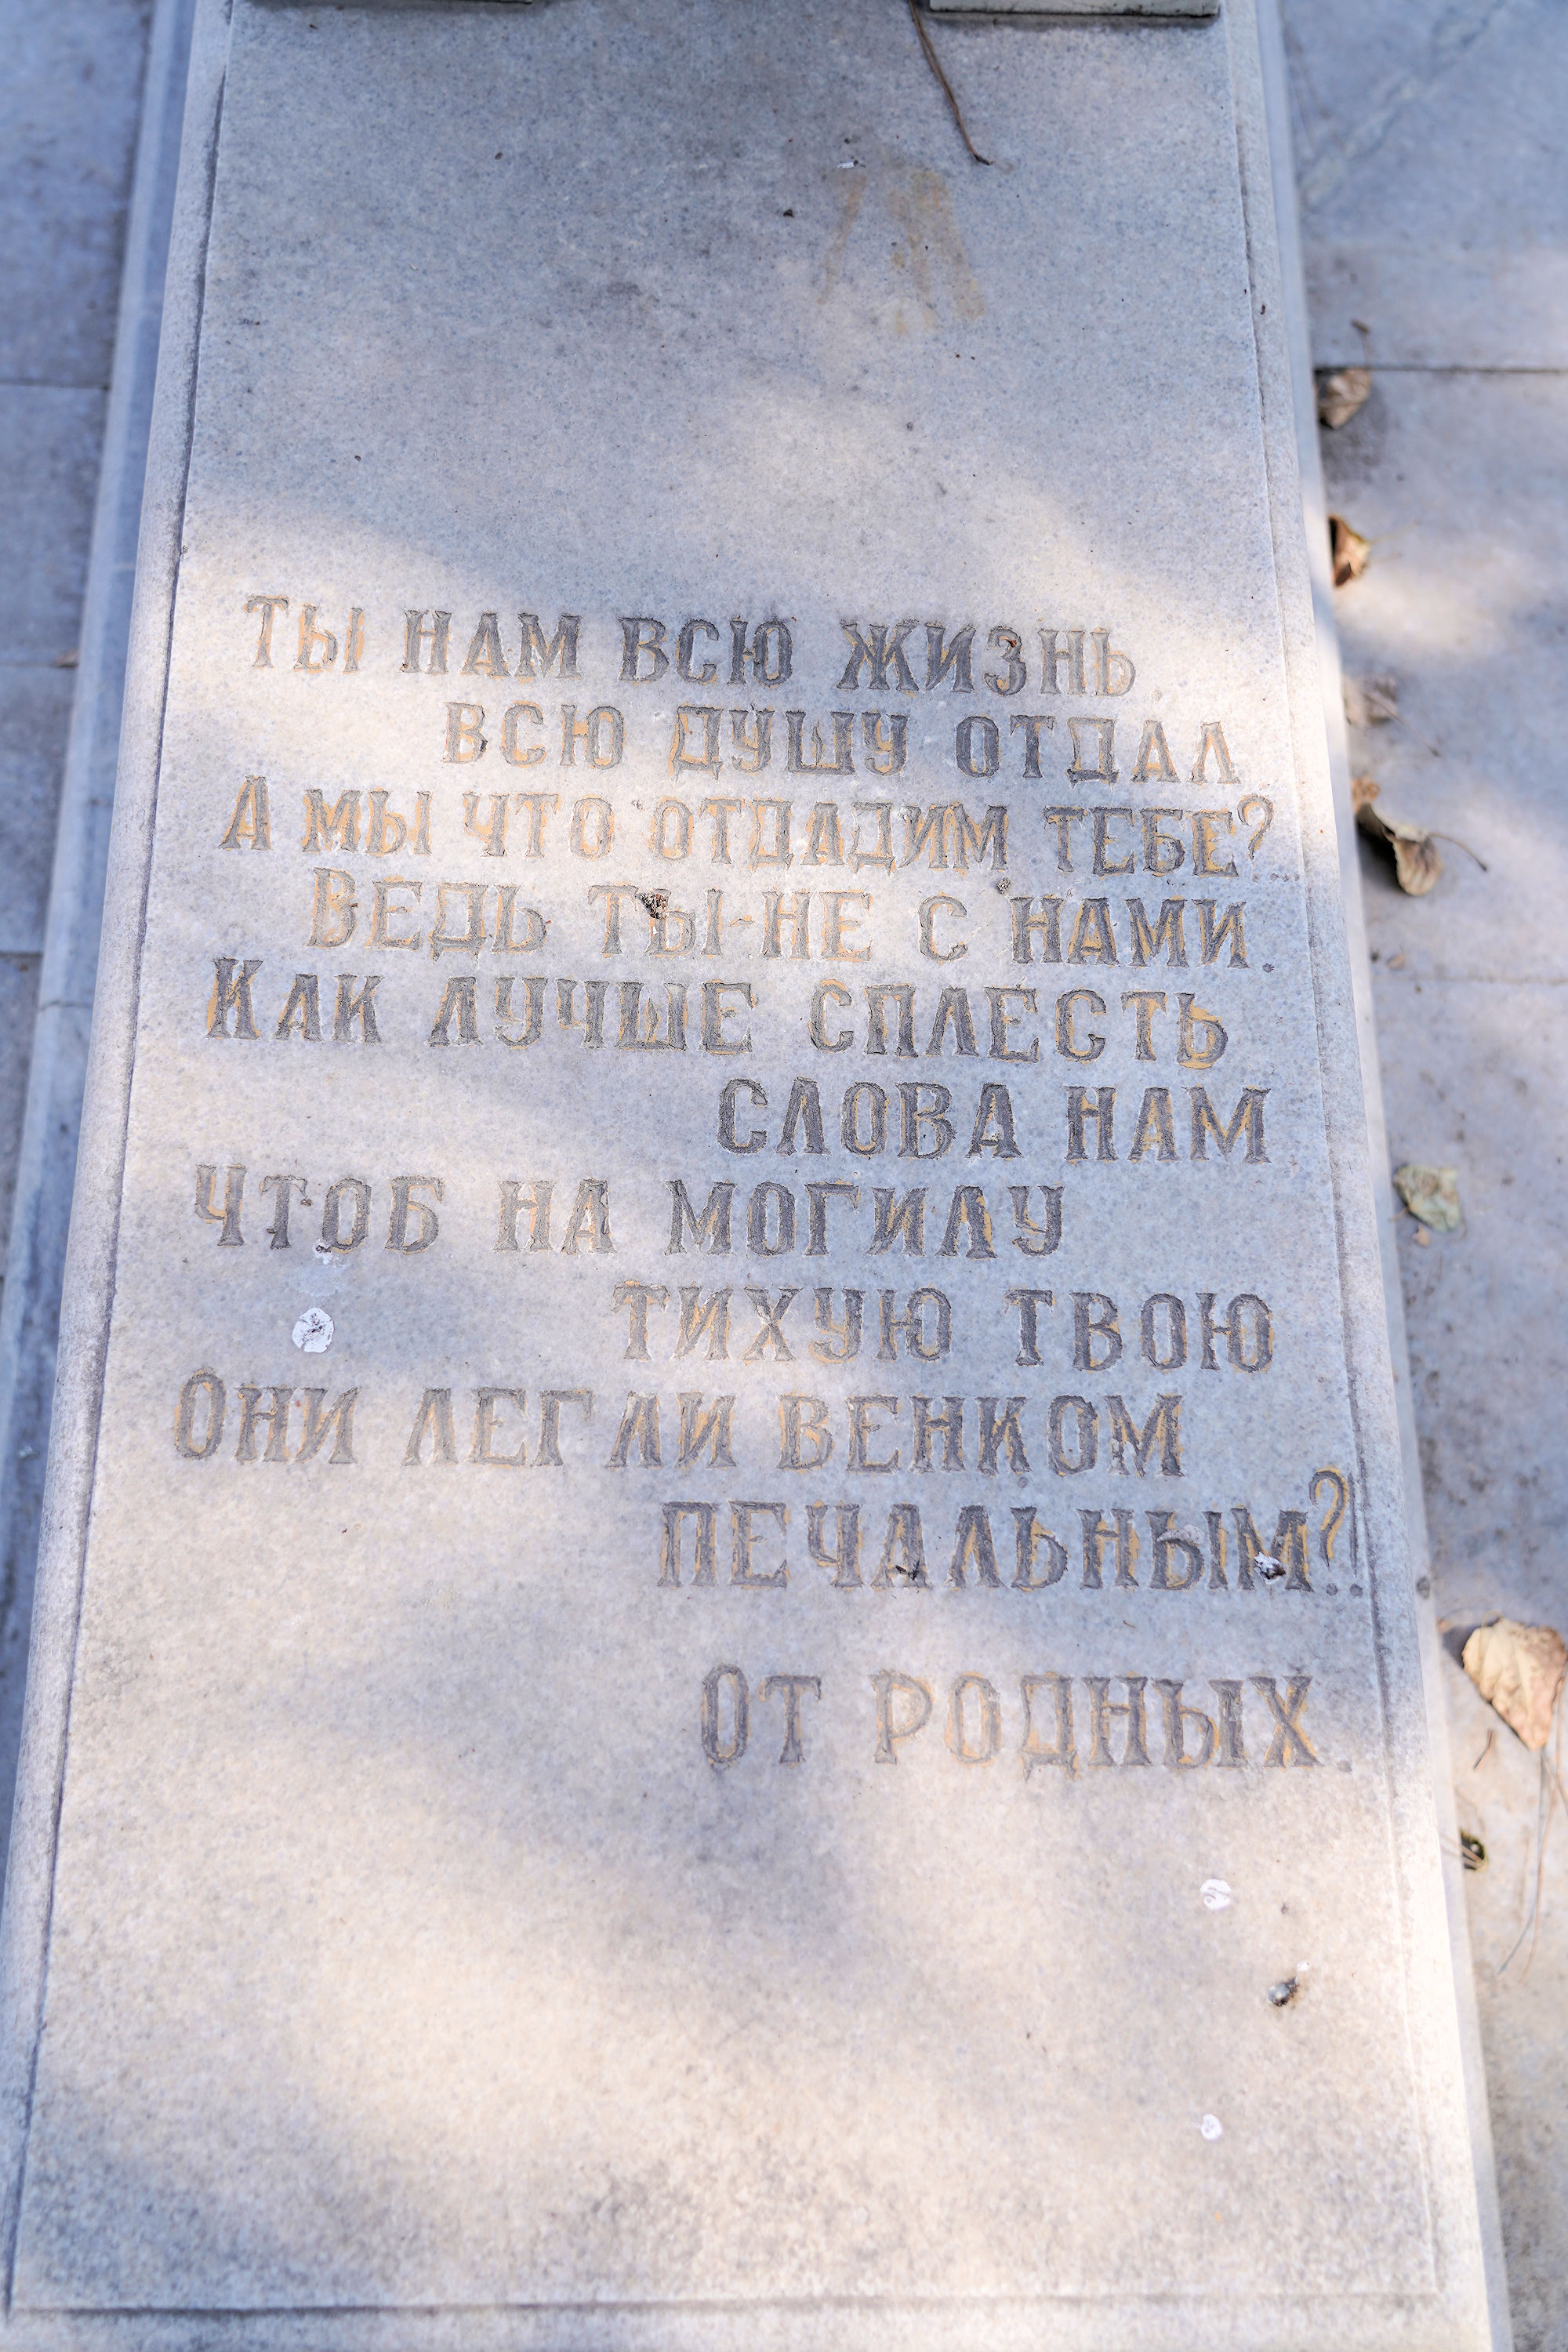 ТЫ НАМ ВСЮ ЖИЗНЬ
ВСЮ ДУШУ ОТДАЛ
А МЫ ЧТО ОТДАДИМ ТЕБЕ?
ВЕДЬ ТЫ-НЕ С НАМИ.
КАК ЛУЧШЕ СПЛЕСТЬ
СЛОВА НАМ
ЧТОБ НА МОГИЛУ
ТИХУЮ ТВОЮ
ОНИ ЛЕГЛИ ВЕНКОМ
ПЕЧАЛЬНЫМ?!
ОТ РОДНЫХ.